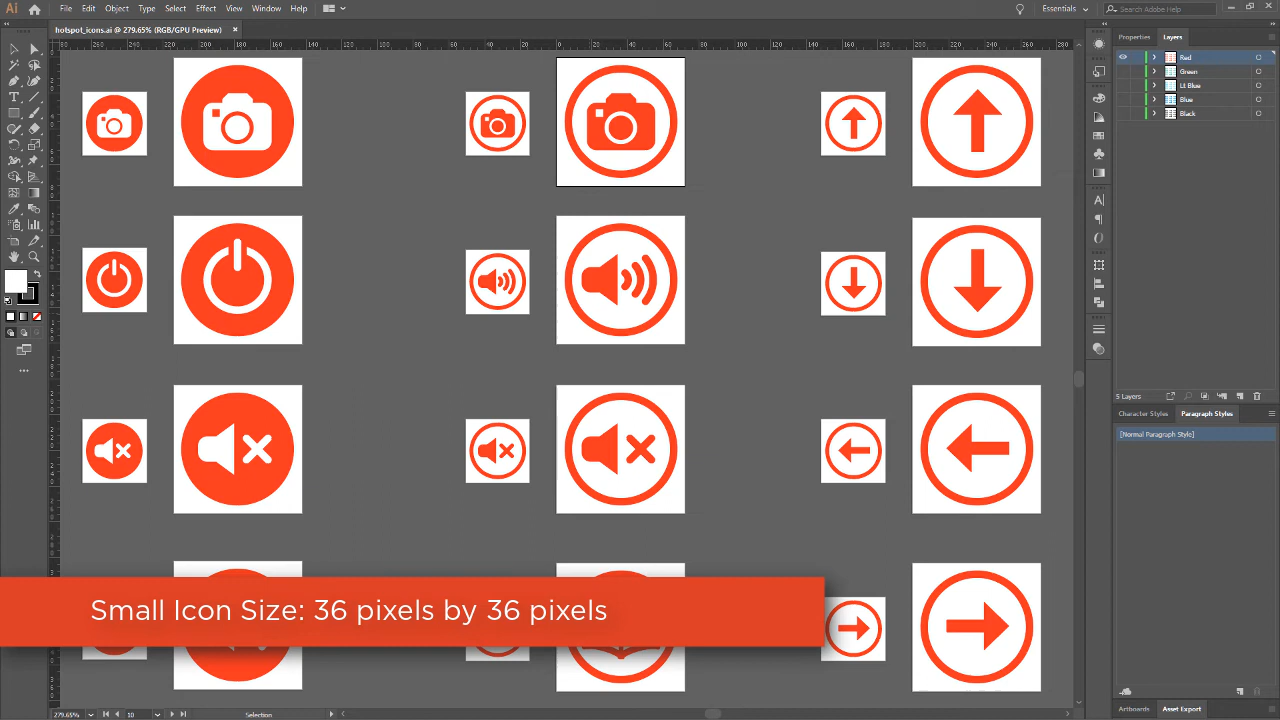 Ai File Edit Object Type Select Effect View Window Help Essentials Search Adobe Help
hotspot_icons.ai @ 279.65% (RGB/GPU Preview)
Properties Layers
Red
Green
Lt Blue
Blue
Black
5 Layers
Character Styles Paragraph Styles
[Normal Paragraph Style]
Small Icon Size: 36 pixels by 36 pixels
Artboards Asset Export
279.65% 10 Selection